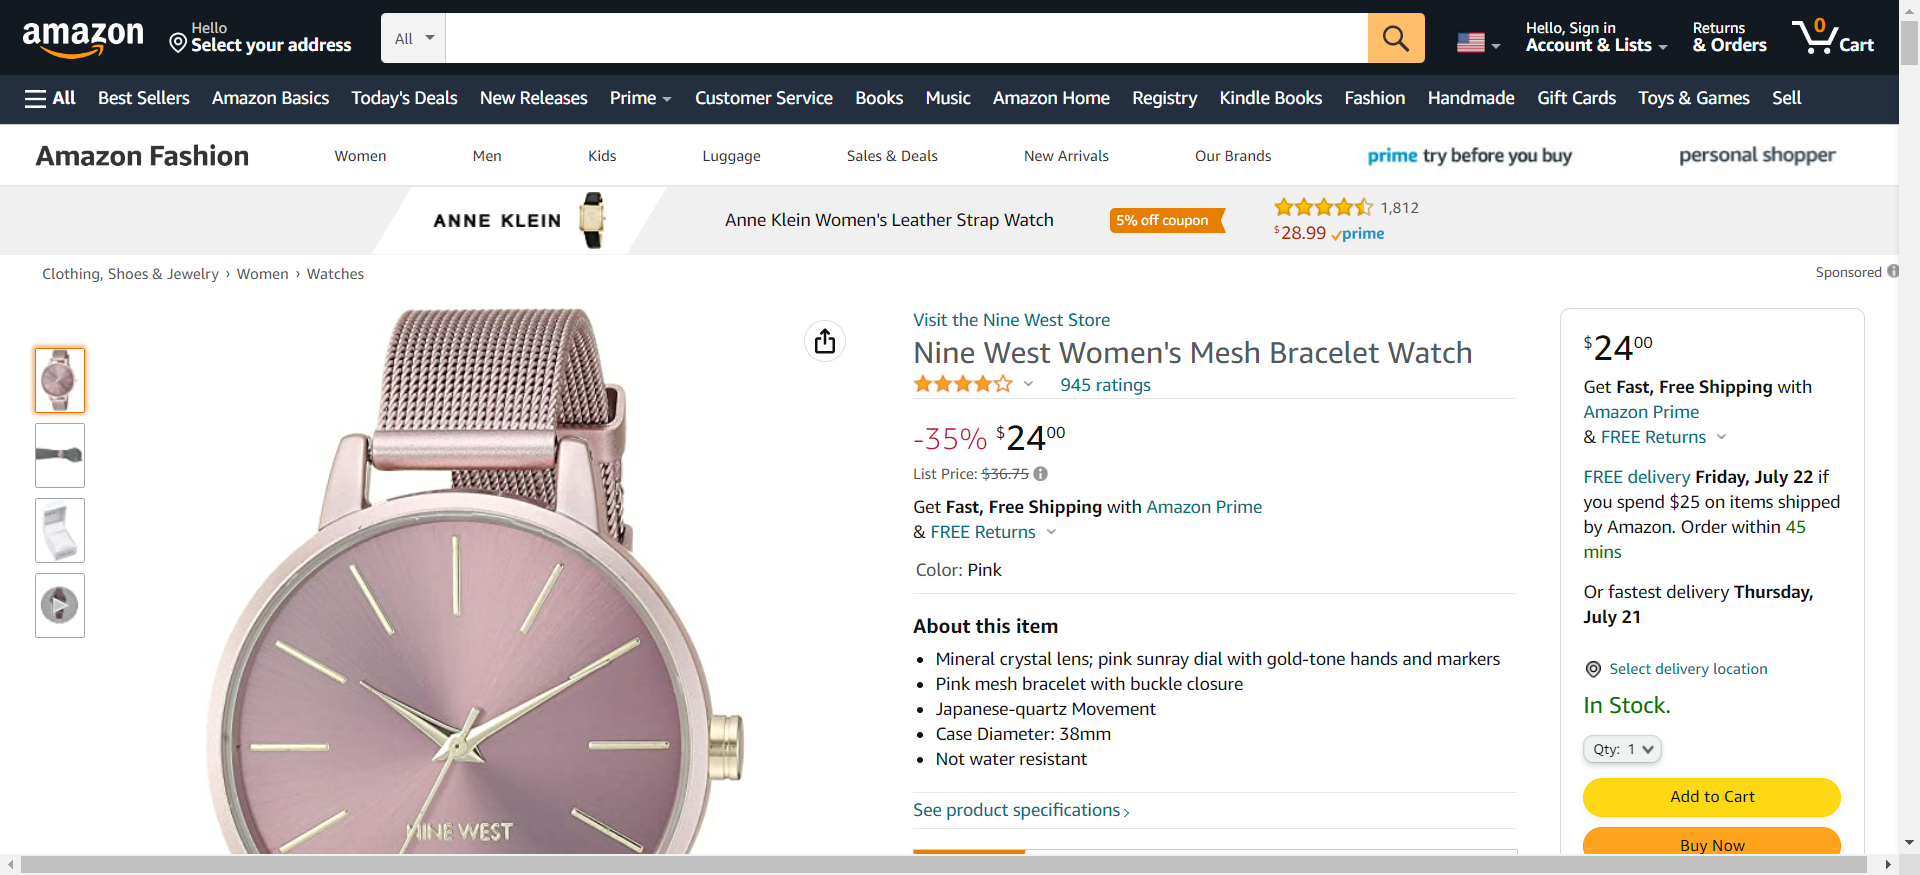 amazon
Hello
Select your address
All
Hello, Sign in
Account & Lists
Returns
& Orders
0
Cart
All
Best Sellers
Amazon Basics
Today's Deals
New Releases
Prime
Customer Service
Books
Music
Amazon Home
Registry
Kindle Books
Fashion
Handmade
Gift Cards
Toys & Games
Sell
Amazon Fashion
Women
Men
Kids
Luggage
Sales & Deals
New Arrivals
Our Brands
prime try before you buy
personal shopper
ANNE KLEIN
Anne Klein Women's Leather Strap Watch
5% off coupon
1,812
$28.99 prime
Clothing, Shoes & Jewelry › Women › Watches
Sponsored
NINE WEST
Visit the Nine West Store
Nine West Women's Mesh Bracelet Watch
945 ratings
-35% $24 00
List Price: $36.75
Get Fast, Free Shipping with Amazon Prime
& FREE Returns
Color: Pink
About this item
• Mineral crystal lens; pink sunray dial with gold-tone hands and markers
• Pink mesh bracelet with buckle closure
• Japanese-quartz Movement
• Case Diameter: 38mm
• Not water resistant
See product specifications ›
$24 00
Get Fast, Free Shipping with
Amazon Prime
& FREE Returns
FREE delivery Friday, July 22 if
you spend $25 on items shipped
by Amazon. Order within 45
mins
Or fastest delivery Thursday,
July 21
Select delivery location
In Stock.
Qty: 1
Add to Cart
Buy Now